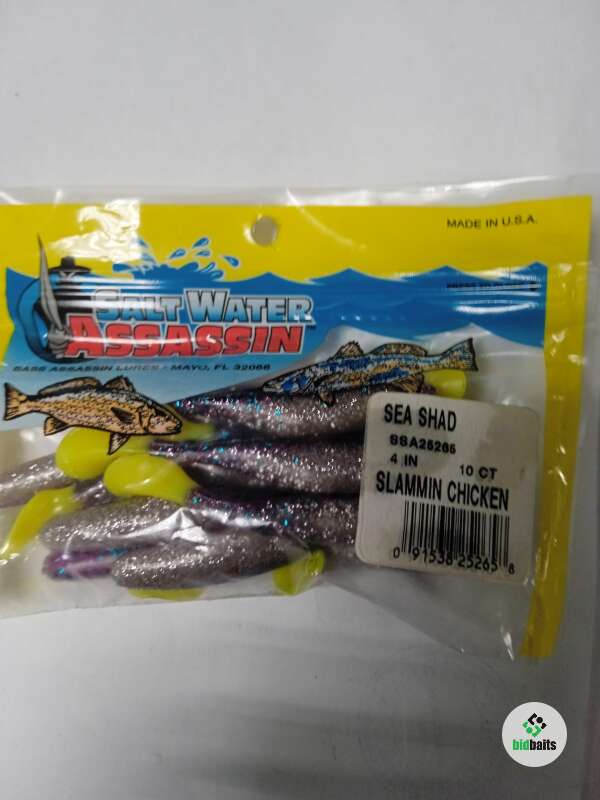 MADE IN U.S.A.
SALT WATER
ASSASSIN™
BASS ASSASSIN LURES • MAYO, FL 32066
SEA SHAD
SSA25265
4 IN 10 CT
SLAMMIN CHICKEN
0 91538 25265 8
bidbaits